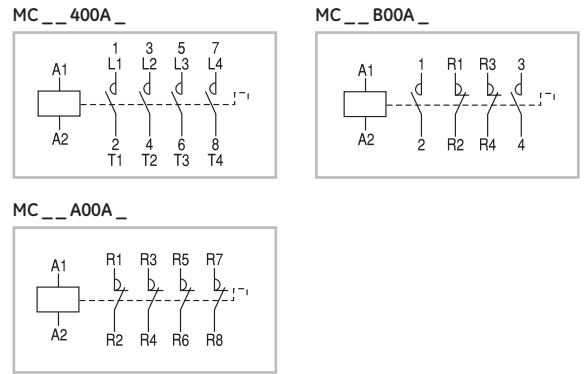 MC _ _ 400A _
1 3 5 7
A1 L1 L2 L3 L4
A2 2 4 6 8
T1 T2 T3 T4
MC _ _ B00A _
A1 1 R1 R3 3
A2 2 R2 R4 4
MC _ _ A00A _
A1 R1 R3 R5 R7
A2 R2 R4 R6 R8